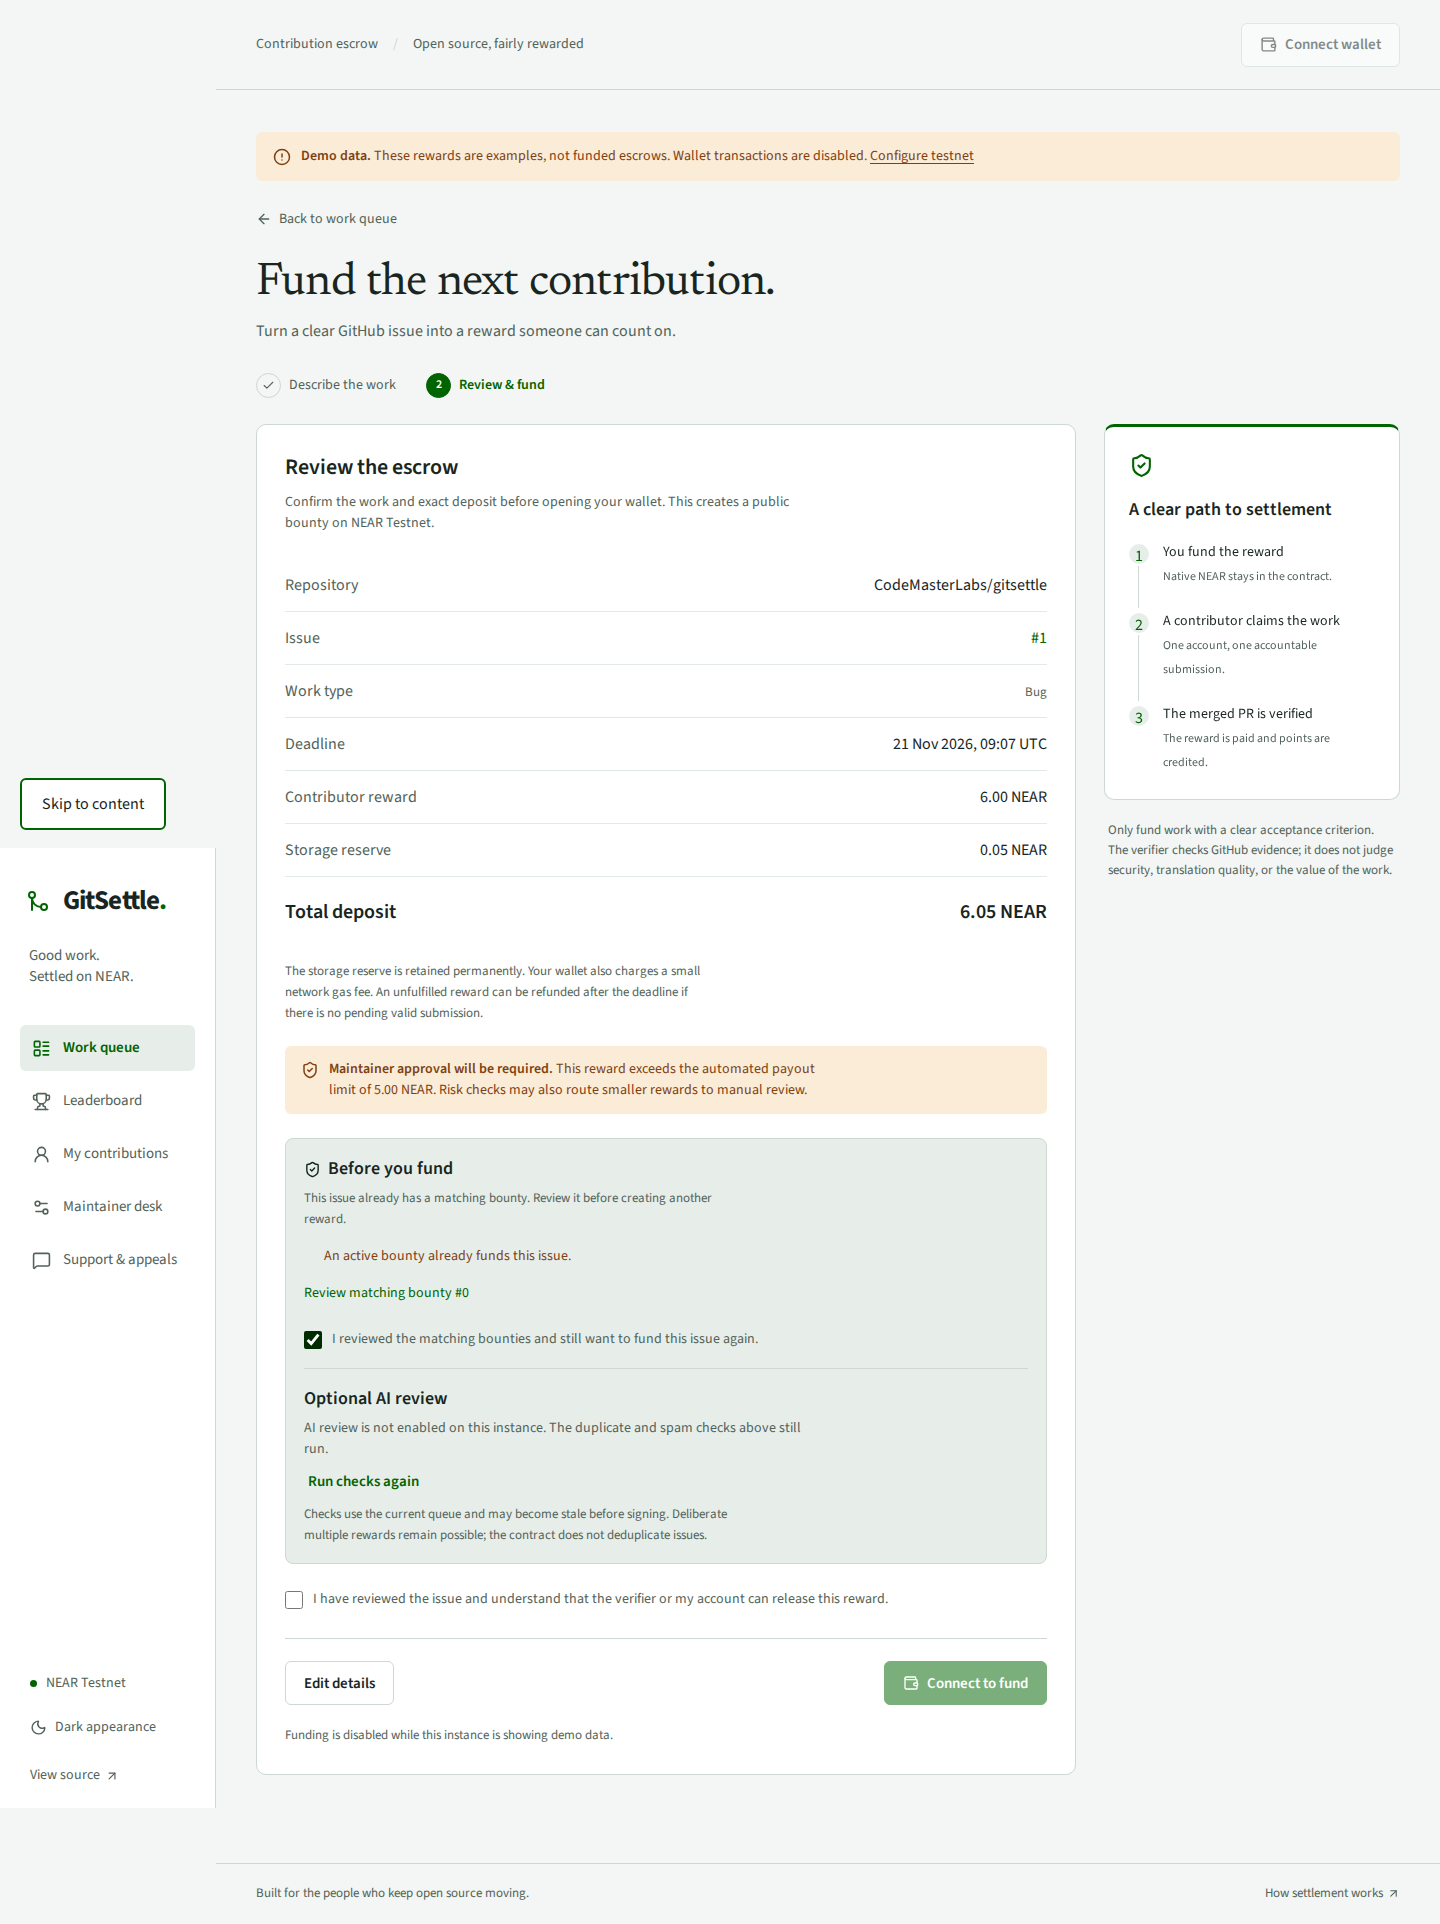 Contribution escrow / Open source, fairly rewarded
Connect wallet
Demo data. These rewards are examples, not funded escrows. Wallet transactions are disabled. Configure testnet
Back to work queue
Fund the next contribution.
Turn a clear GitHub issue into a reward someone can count on.
Describe the work
2 Review & fund
Review the escrow
Confirm the work and exact deposit before opening your wallet. This creates a public
bounty on NEAR Testnet.
Repository CodeMasterLabs/gitsettle
Issue #1
Work type Bug
Deadline 21 Nov 2026, 09:07 UTC
Contributor reward 6.00 NEAR
Storage reserve 0.05 NEAR
Total deposit 6.05 NEAR
The storage reserve is retained permanently. Your wallet also charges a small
network gas fee. An unfulfilled reward can be refunded after the deadline if
there is no pending valid submission.
Maintainer approval will be required. This reward exceeds the automated payout
limit of 5.00 NEAR. Risk checks may also route smaller rewards to manual review.
Before you fund
This issue already has a matching bounty. Review it before creating another
reward.
An active bounty already funds this issue.
Review matching bounty #0
I reviewed the matching bounties and still want to fund this issue again.
Optional AI review
AI review is not enabled on this instance. The duplicate and spam checks above still
run.
Run checks again
Checks use the current queue and may become stale before signing. Deliberate
multiple rewards remain possible; the contract does not deduplicate issues.
I have reviewed the issue and understand that the verifier or my account can release this reward.
Edit details
Connect to fund
Funding is disabled while this instance is showing demo data.
A clear path to settlement
1 You fund the reward
Native NEAR stays in the contract.
2 A contributor claims the work
One account, one accountable
submission.
3 The merged PR is verified
The reward is paid and points are
credited.
Only fund work with a clear acceptance criterion.
The verifier checks GitHub evidence; it does not judge
security, translation quality, or the value of the work.
Skip to content
GitSettle.
Good work.
Settled on NEAR.
Work queue
Leaderboard
My contributions
Maintainer desk
Support & appeals
NEAR Testnet
Dark appearance
View source
Built for the people who keep open source moving.
How settlement works